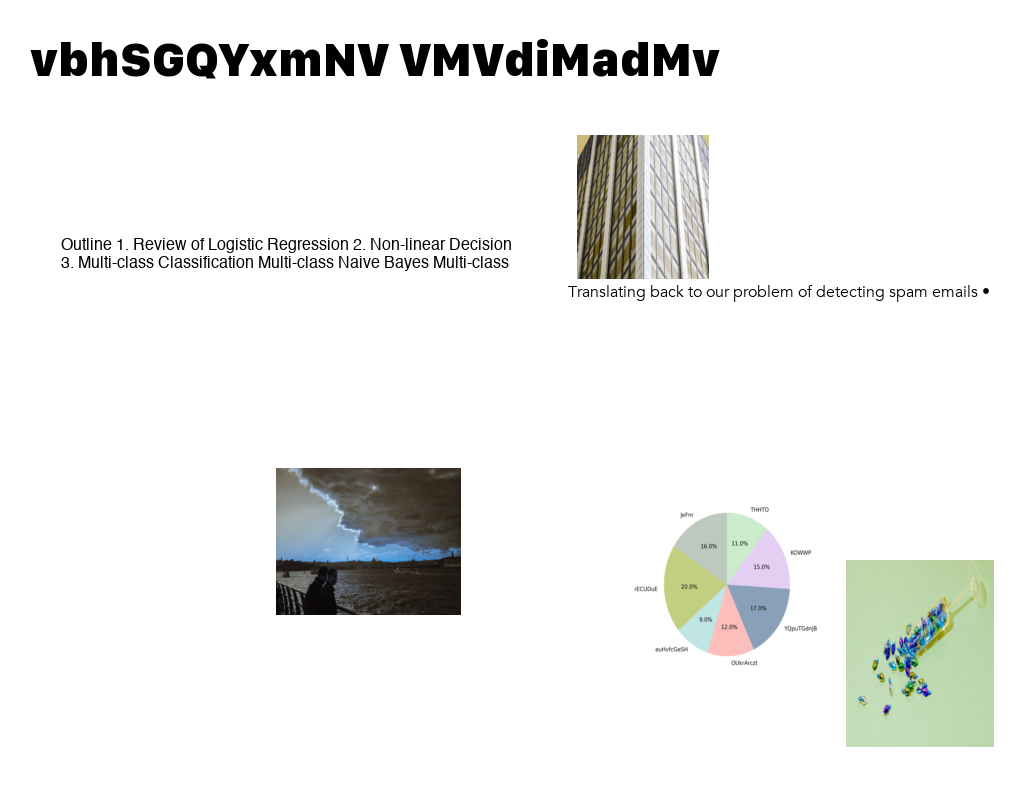 vbhSGQYxmNV VMVdiMadMv
Outline 1. Review of Logistic Regression 2. Non-linear Decision
3. Multi-class Classification Multi-class Naive Bayes Multi-class
Translating back to our problem of detecting spam emails •
JeFnr
THHTO
16.0%
11.0%
KOWWP
15.0%
rECUDuE
20.0%
17.0%
9.0%
12.0%
YQpuTGdnjB
euHvfcGeSH
OUkrArczt